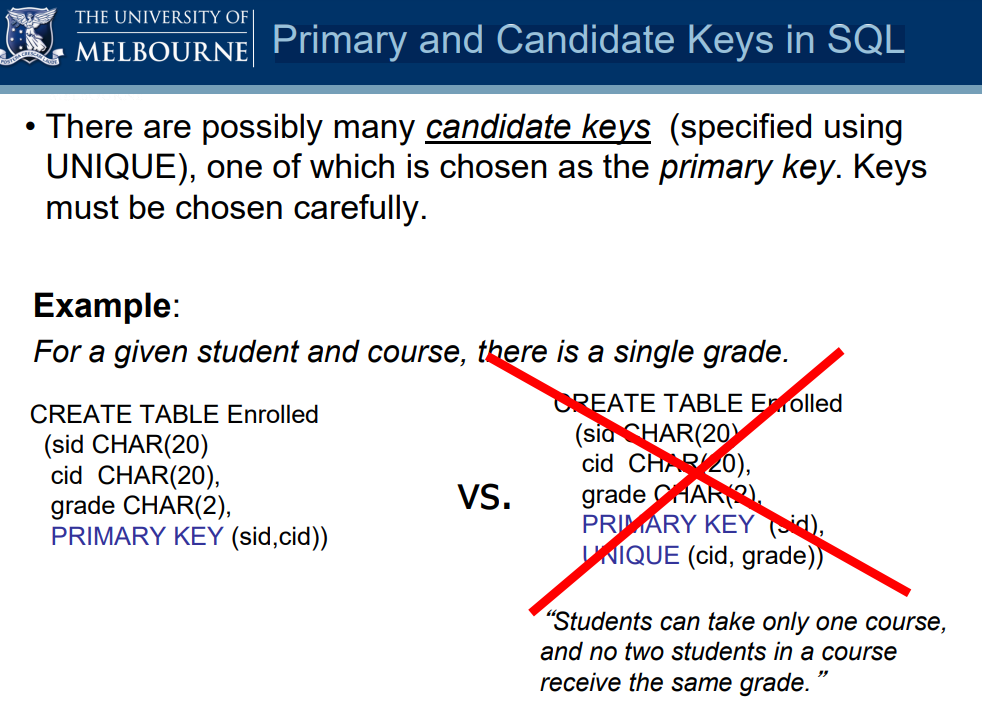 THE UNIVERSITY OF
MELBOURNE
Primary and Candidate Keys in SQL
• There are possibly many candidate keys (specified using
UNIQUE), one of which is chosen as the primary key. Keys
must be chosen carefully.
Example:
For a given student and course, there is a single grade.
CREATE TABLE Enrolled
(sid CHAR(20)
cid CHAR(20),
grade CHAR(2),
PRIMARY KEY (sid,cid))
vs.
CREATE TABLE Enrolled
(sid CHAR(20)
cid CHAR(20),
grade CHAR(2),
PRIMARY KEY (sid),
UNIQUE (cid, grade))
“Students can take only one course,
and no two students in a course
receive the same grade.”